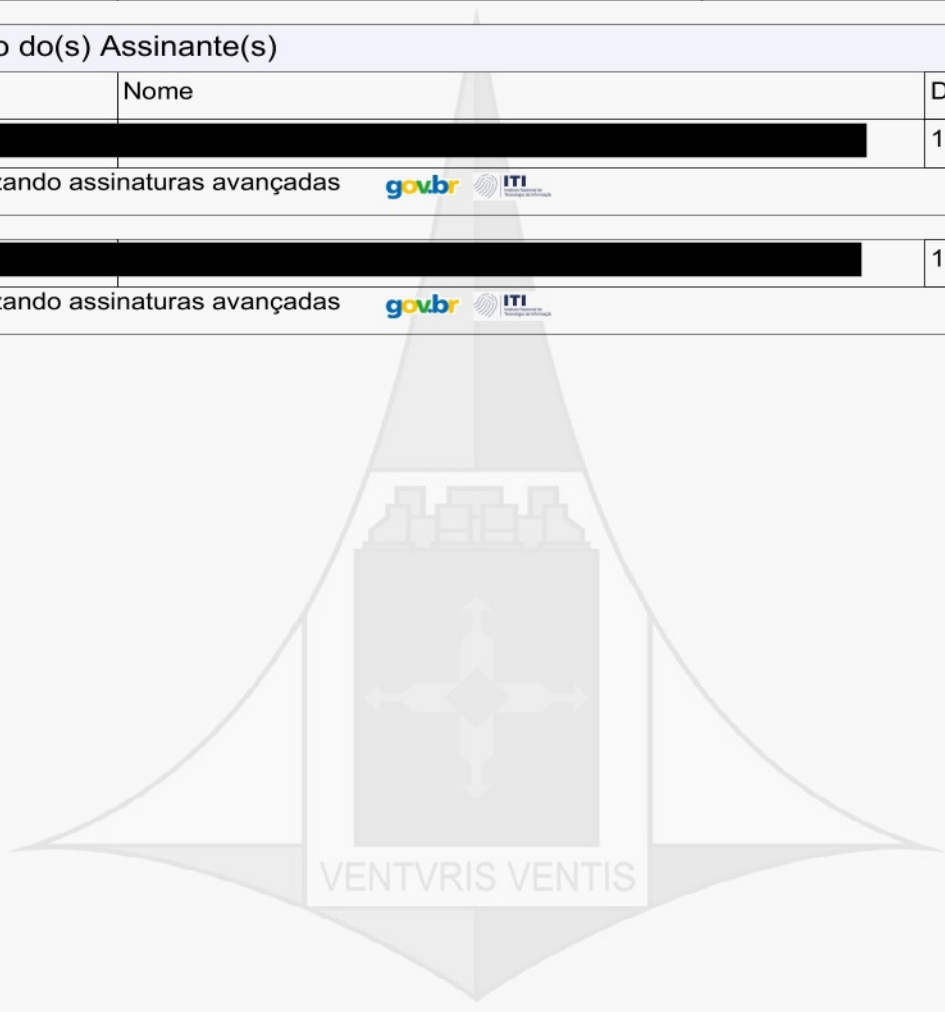 o do(s) Assinante(s)
Nome
D
1
zando assinaturas avançadas gov.br ITI
1
zando assinaturas avançadas gov.br ITI
VENTVRIS VENTIS